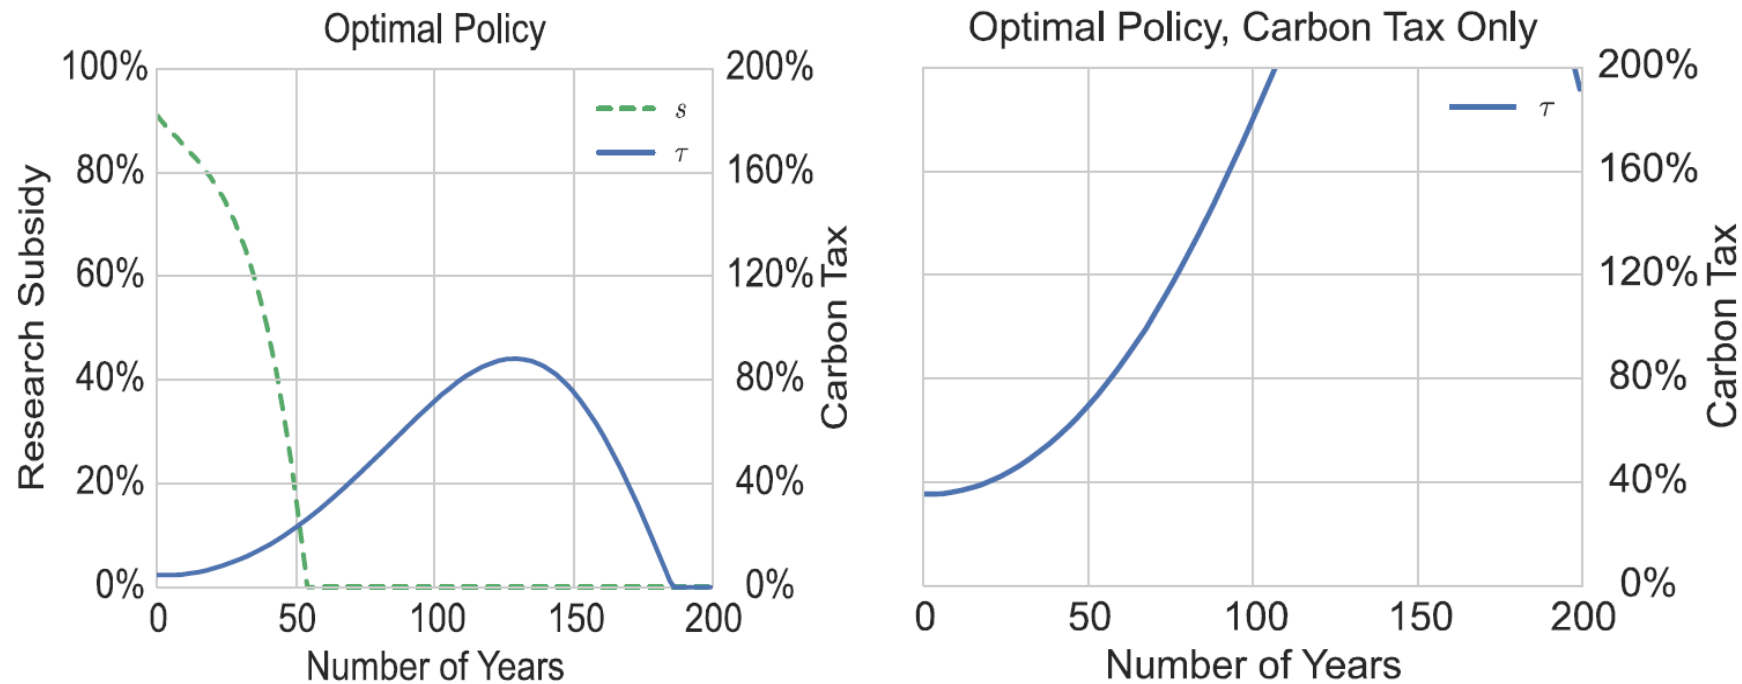 Optimal Policy
100%
80%
60%
40%
20%
0%
Research Subsidy
200%
160%
120%
80%
40%
0%
Carbon Tax
s
τ
0 50 100 150 200
Number of Years
Optimal Policy, Carbon Tax Only
τ
200%
160%
120%
80%
40%
0%
Carbon Tax
0 50 100 150 200
Number of Years